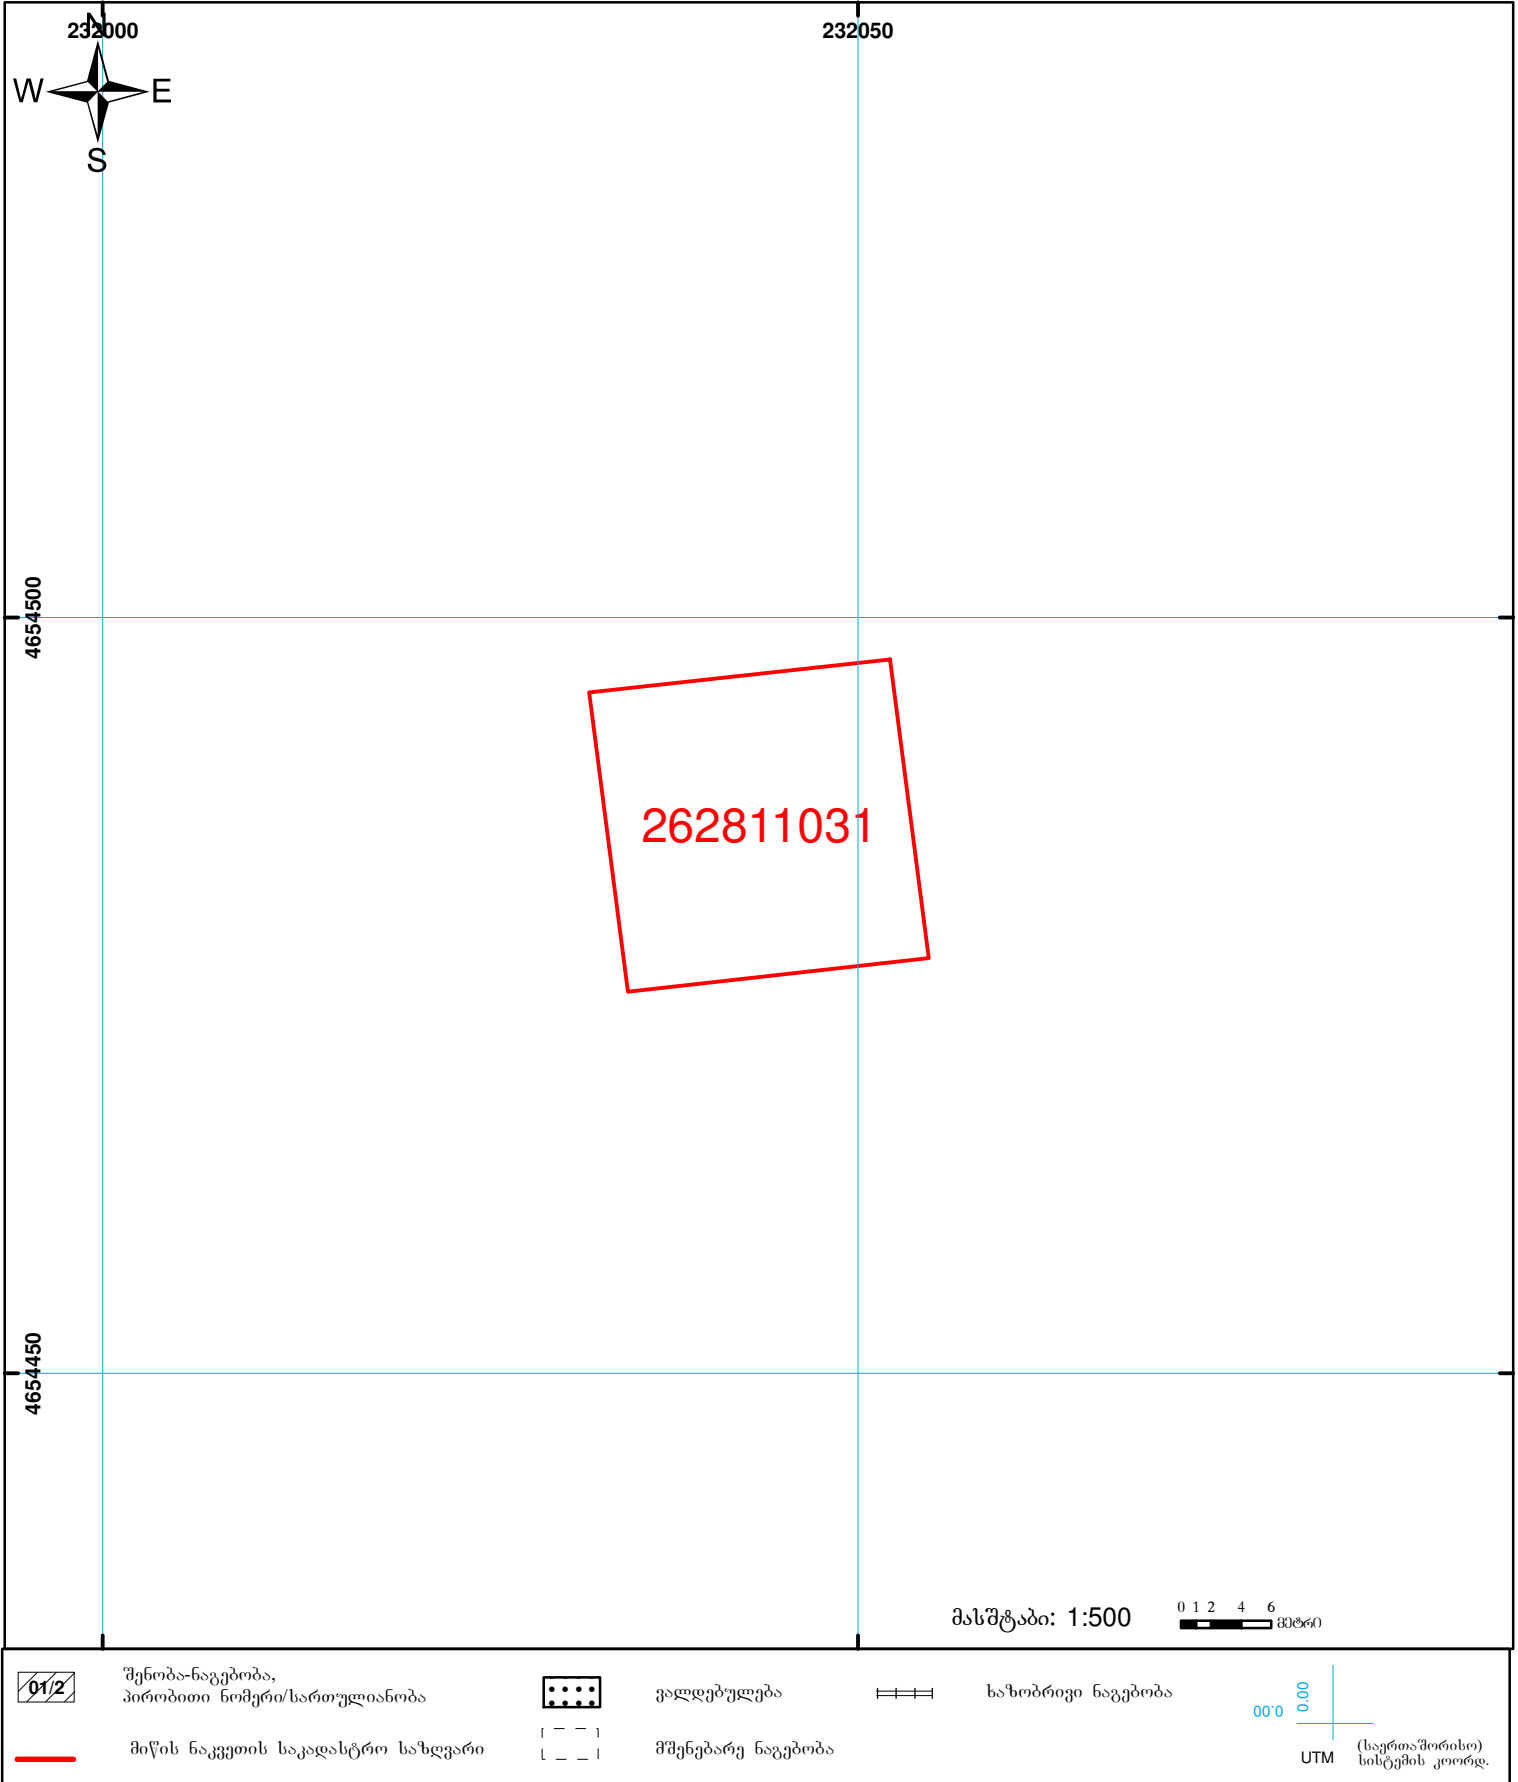 232000
232050
N
W
E
S
4654500
262811031
4654450
მასშტაბი: 1:500
0 1 2 4 6
მეტრი
01/2
შენობა-ნაგებობა,
პირობითი ნომერი/სართულიანობა
ვალდებულება
ხაზობრივი ნაგებობა
0.00
0.00
მიწის ნაკვეთის საკადასტრო საზღვარი
მშენებარე ნაგებობა
UTM
(საერთაშორისო)
სისტემის კოორდ.